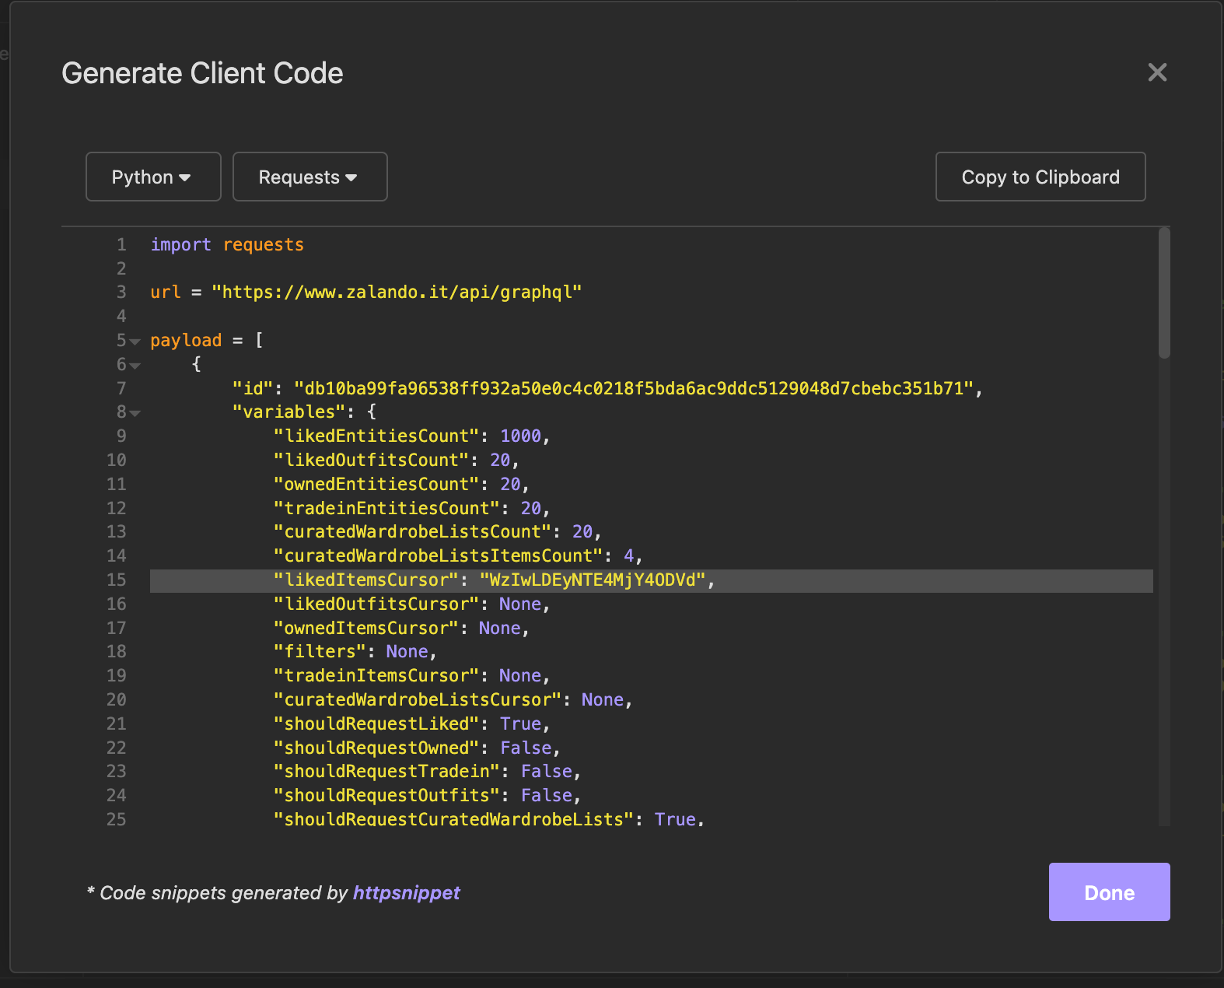 Generate Client Code
Python
Requests
Copy to Clipboard
1 import requests
2
3 url = "https://www.zalando.it/api/graphql"
4
5 payload = [
6 {
7 "id": "db10ba99fa96538ff932a50e0c4c0218f5bda6ac9ddc5129048d7cbebc351b71",
8 "variables": {
9 "likedEntitiesCount": 1000,
10 "likedOutfitsCount": 20,
11 "ownedEntitiesCount": 20,
12 "tradeinEntitiesCount": 20,
13 "curatedWardrobeListsCount": 20,
14 "curatedWardrobeListsItemsCount": 4,
15 "likedItemsCursor": "WzIwLDEyNTE4MjY4ODVd",
16 "likedOutfitsCursor": None,
17 "ownedItemsCursor": None,
18 "filters": None,
19 "tradeinItemsCursor": None,
20 "curatedWardrobeListsCursor": None,
21 "shouldRequestLiked": True,
22 "shouldRequestOwned": False,
23 "shouldRequestTradein": False,
24 "shouldRequestOutfits": False,
25 "shouldRequestCuratedWardrobeLists": True,
* Code snippets generated by httpsnippet
Done